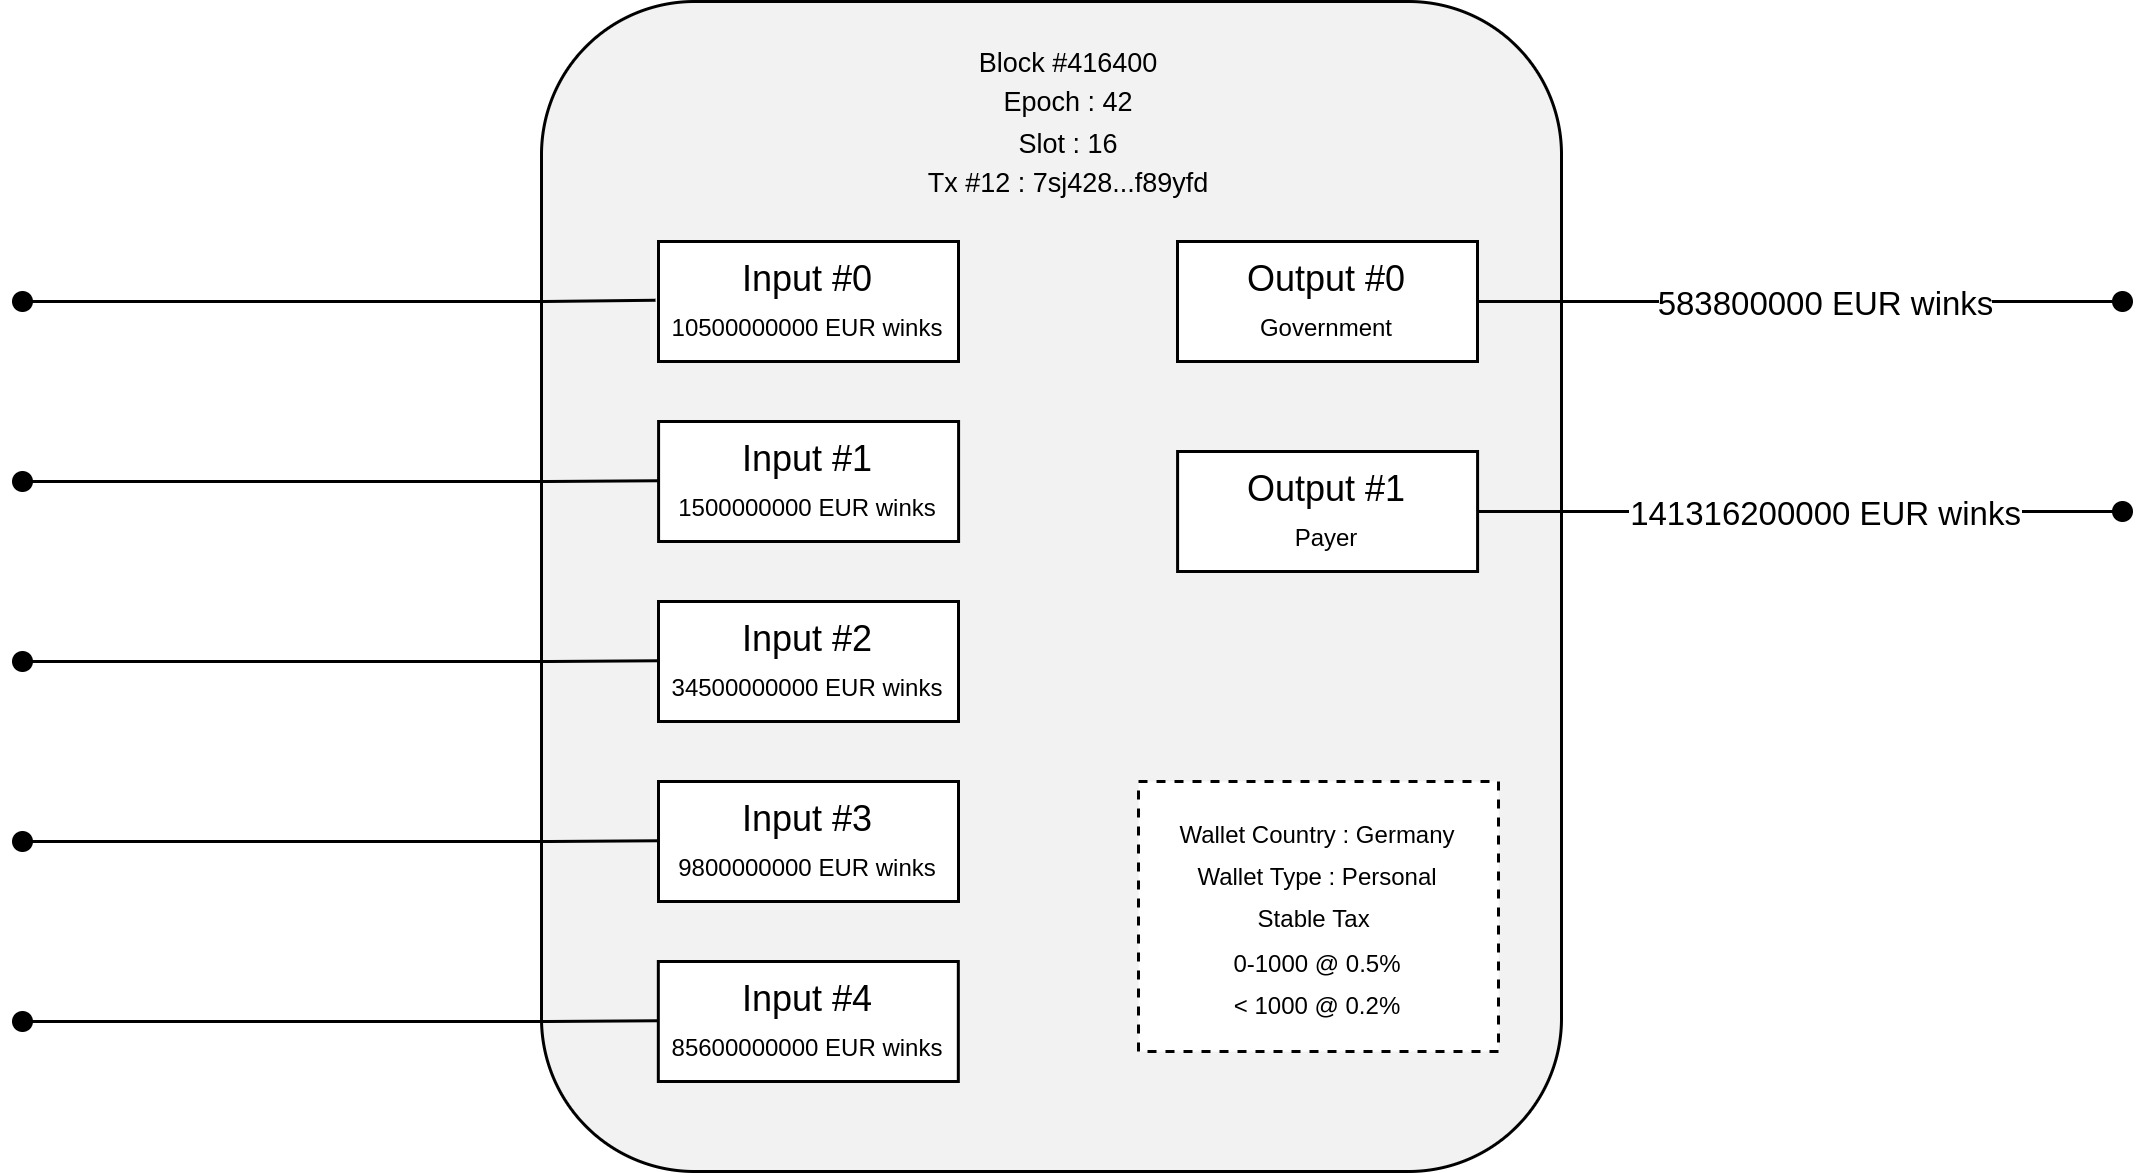 Block #416400
Epoch : 42
Slot : 16
Tx #12 : 7sj428...f89yfd
Input #0
10500000000 EUR winks
Input #1
1500000000 EUR winks
Input #2
34500000000 EUR winks
Input #3
9800000000 EUR winks
Input #4
85600000000 EUR winks
Output #0
Government
583800000 EUR winks
Output #1
Payer
141316200000 EUR winks
Wallet Country : Germany
Wallet Type : Personal
Stable Tax
0-1000 @ 0.5%
< 1000 @ 0.2%